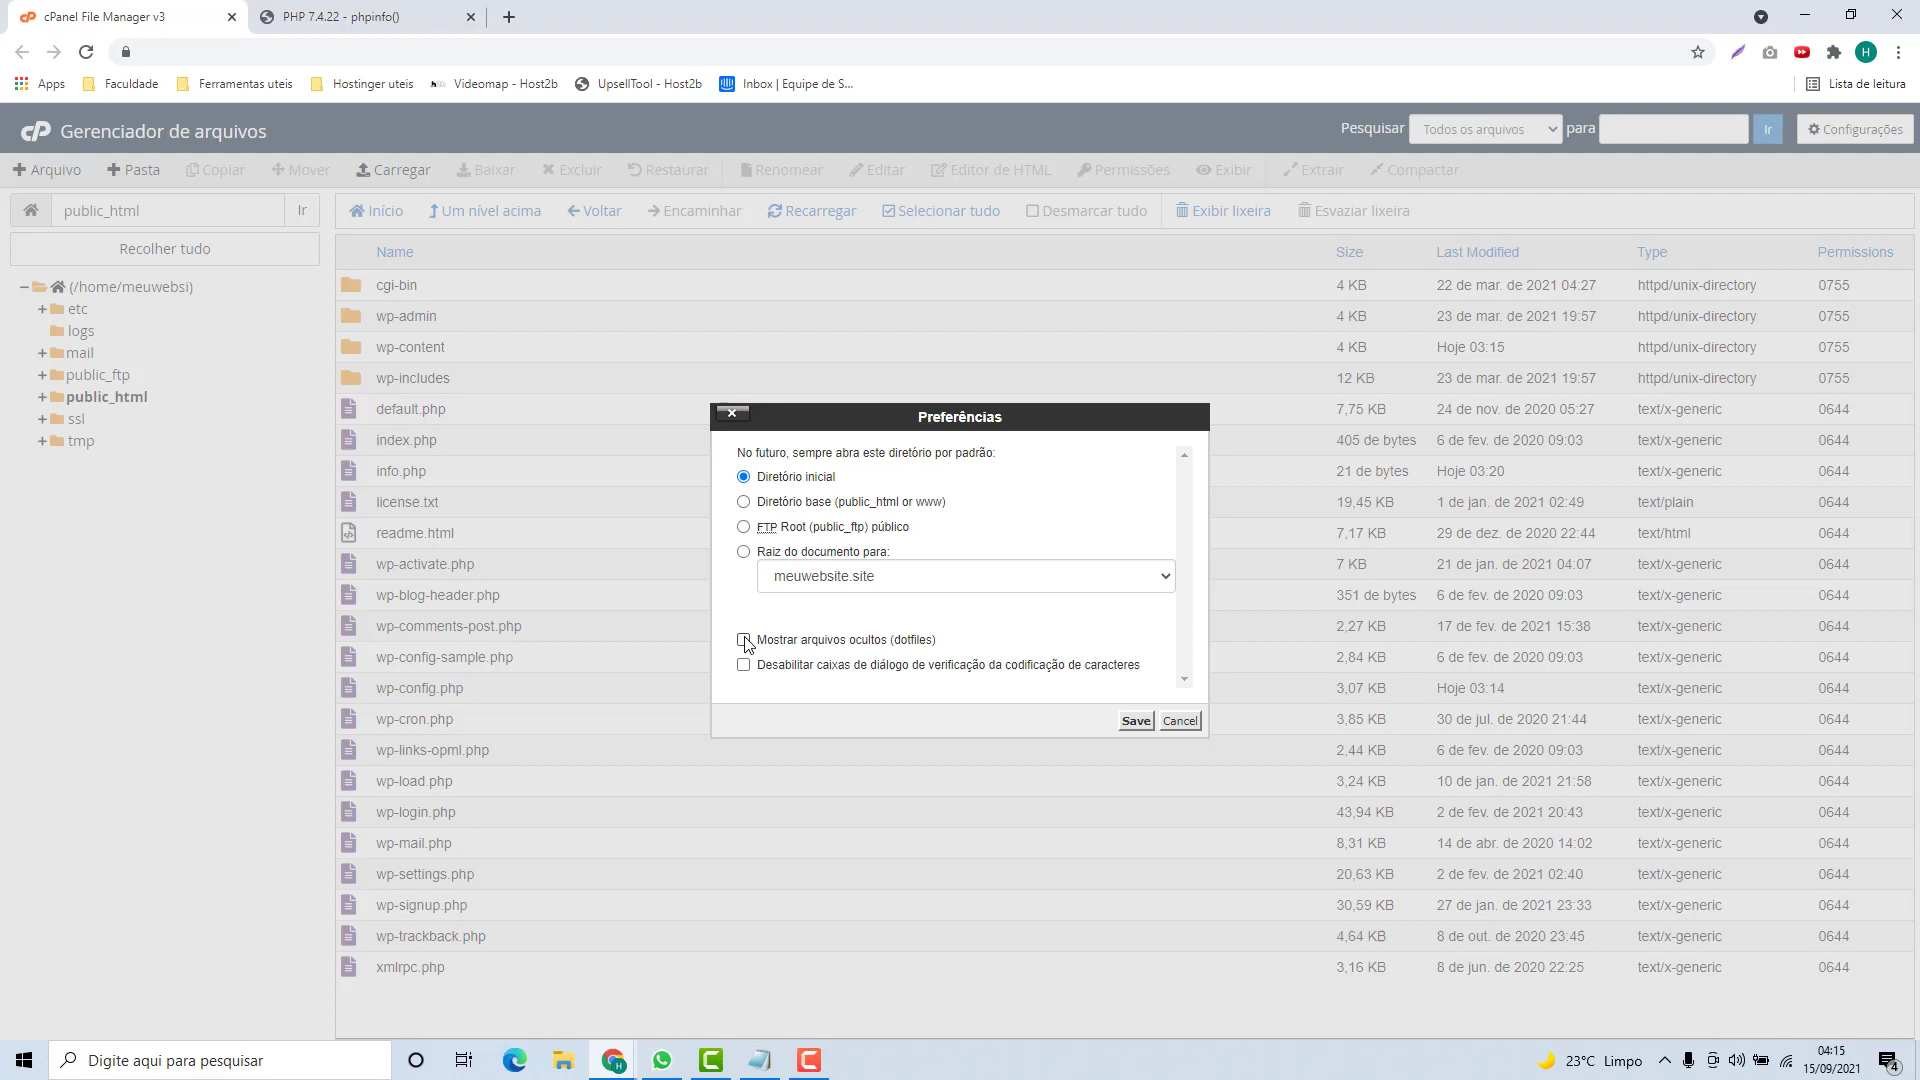 cPanel File Manager v3
PHP 7.4.22 - phpinfo()
H
Apps Faculdade Ferramentas uteis Hostinger uteis Videomap - Host2b UpsellTool - Host2b Inbox | Equipe de S... Lista de leitura
cP Gerenciador de arquivos Pesquisar Todos os arquivos para Ir Configurações
Arquivo Pasta Copiar Mover Carregar Baixar Excluir Restaurar Renomear Editar Editor de HTML Permissões Exibir Extrair Compactar
public_html Ir Início Um nível acima Voltar Encaminhar Recarregar Selecionar tudo Desmarcar tudo Exibir lixeira Esvaziar lixeira
Recolher tudo
(/home/meuwebsi)
etc
logs
mail
public_ftp
public_html
ssl
tmp
Name Size Last Modified Type Permissions
cgi-bin 4 KB 22 de mar. de 2021 04:27 httpd/unix-directory 0755
wp-admin 4 KB 23 de mar. de 2021 19:57 httpd/unix-directory 0755
wp-content 4 KB Hoje 03:15 httpd/unix-directory 0755
wp-includes 12 KB 23 de mar. de 2021 19:57 httpd/unix-directory 0755
default.php 7,75 KB 24 de nov. de 2020 05:27 text/x-generic 0644
index.php 405 de bytes 6 de fev. de 2020 09:03 text/x-generic 0644
info.php 21 de bytes Hoje 03:20 text/x-generic 0644
license.txt 19,45 KB 1 de jan. de 2021 02:49 text/plain 0644
readme.html 7,17 KB 29 de dez. de 2020 22:44 text/html 0644
wp-activate.php 7 KB 21 de jan. de 2021 04:07 text/x-generic 0644
wp-blog-header.php 351 de bytes 6 de fev. de 2020 09:03 text/x-generic 0644
wp-comments-post.php 2,27 KB 17 de fev. de 2021 15:38 text/x-generic 0644
wp-config-sample.php 2,84 KB 6 de fev. de 2020 09:03 text/x-generic 0644
wp-config.php 3,07 KB Hoje 03:14 text/x-generic 0644
wp-cron.php 3,85 KB 30 de jul. de 2020 21:44 text/x-generic 0644
wp-links-opml.php 2,44 KB 6 de fev. de 2020 09:03 text/x-generic 0644
wp-load.php 3,24 KB 10 de jan. de 2021 21:58 text/x-generic 0644
wp-login.php 43,94 KB 2 de fev. de 2021 20:43 text/x-generic 0644
wp-mail.php 8,31 KB 14 de abr. de 2020 14:02 text/x-generic 0644
wp-settings.php 20,63 KB 2 de fev. de 2021 02:40 text/x-generic 0644
wp-signup.php 30,59 KB 27 de jan. de 2021 23:33 text/x-generic 0644
wp-trackback.php 4,64 KB 8 de out. de 2020 23:45 text/x-generic 0644
xmlrpc.php 3,16 KB 8 de jun. de 2020 22:25 text/x-generic 0644
Preferências
No futuro, sempre abra este diretório por padrão:
Diretório inicial
Diretório base (public_html or www)
FTP Root (public_ftp) público
Raiz do documento para:
meuwebsite.site
Mostrar arquivos ocultos (dotfiles)
Desabilitar caixas de diálogo de verificação da codificação de caracteres
Save Cancel
Digite aqui para pesquisar
23°C Limpo
04:15
15/09/2021
4